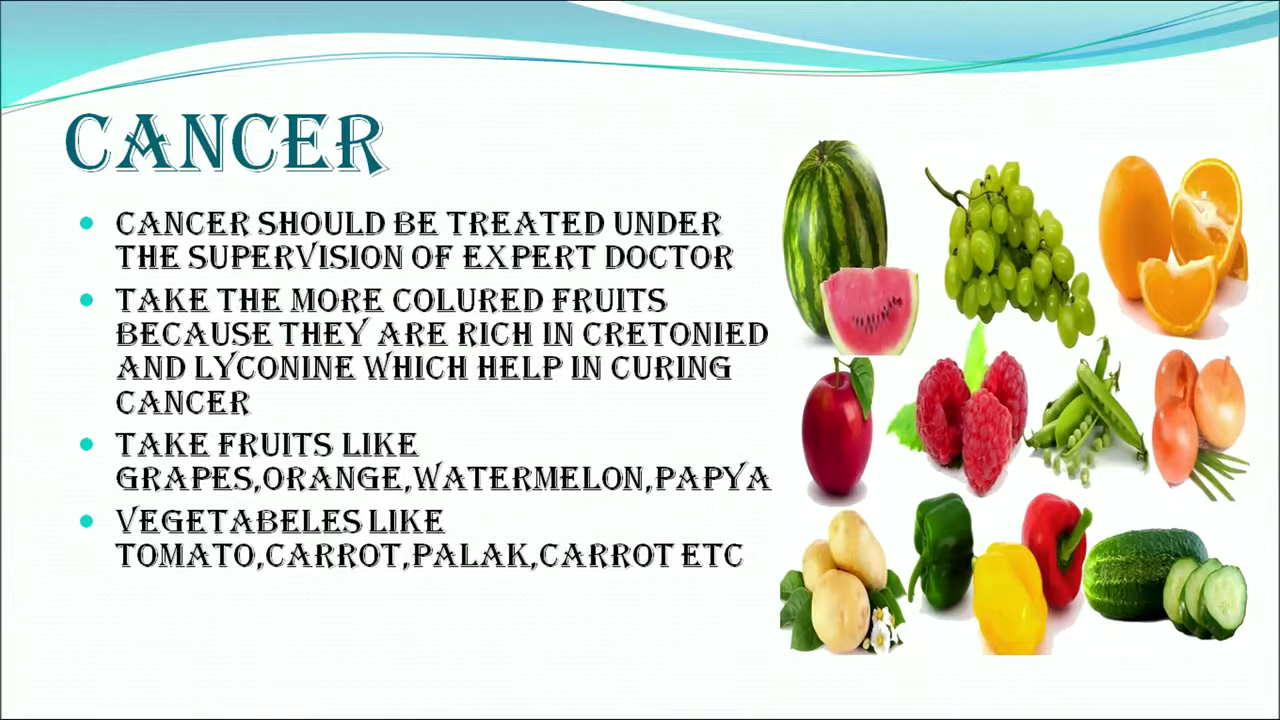 CANCER
CANCER SHOULD BE TREATED UNDER
THE SUPERVISION OF EXPERT DOCTOR
TAKE THE MORE COLURED FRUITS
BECAUSE THEY ARE RICH IN CRETONIED
AND LYCONINE WHICH HELP IN CURING
CANCER
TAKE FRUITS LIKE
GRAPES,ORANGE,WATERMELON,PAPYA
VEGETABELES LIKE
TOMATO,CARROT,PALAK,CARROT ETC